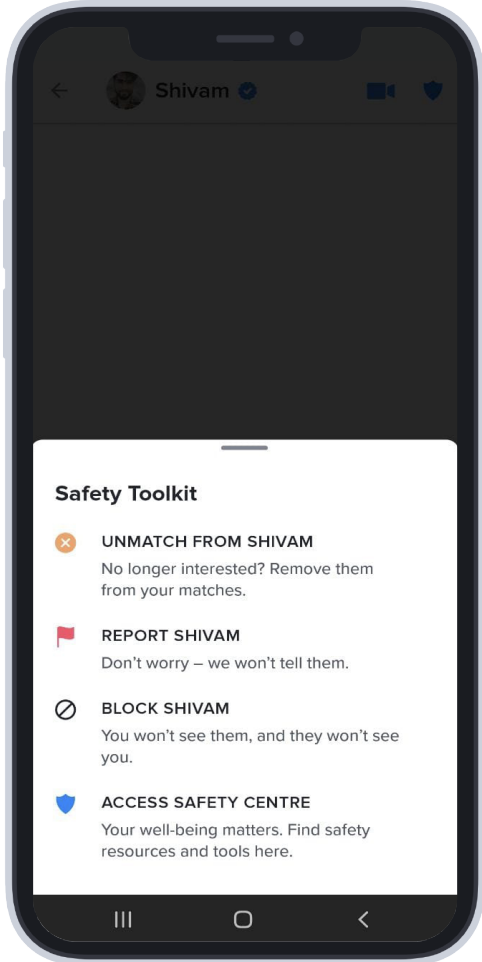 Shivam
Safety Toolkit
UNMATCH FROM SHIVAM
No longer interested? Remove them
from your matches.
REPORT SHIVAM
Don’t worry – we won’t tell them.
BLOCK SHIVAM
You won’t see them, and they won’t see
you.
ACCESS SAFETY CENTRE
Your well-being matters. Find safety
resources and tools here.